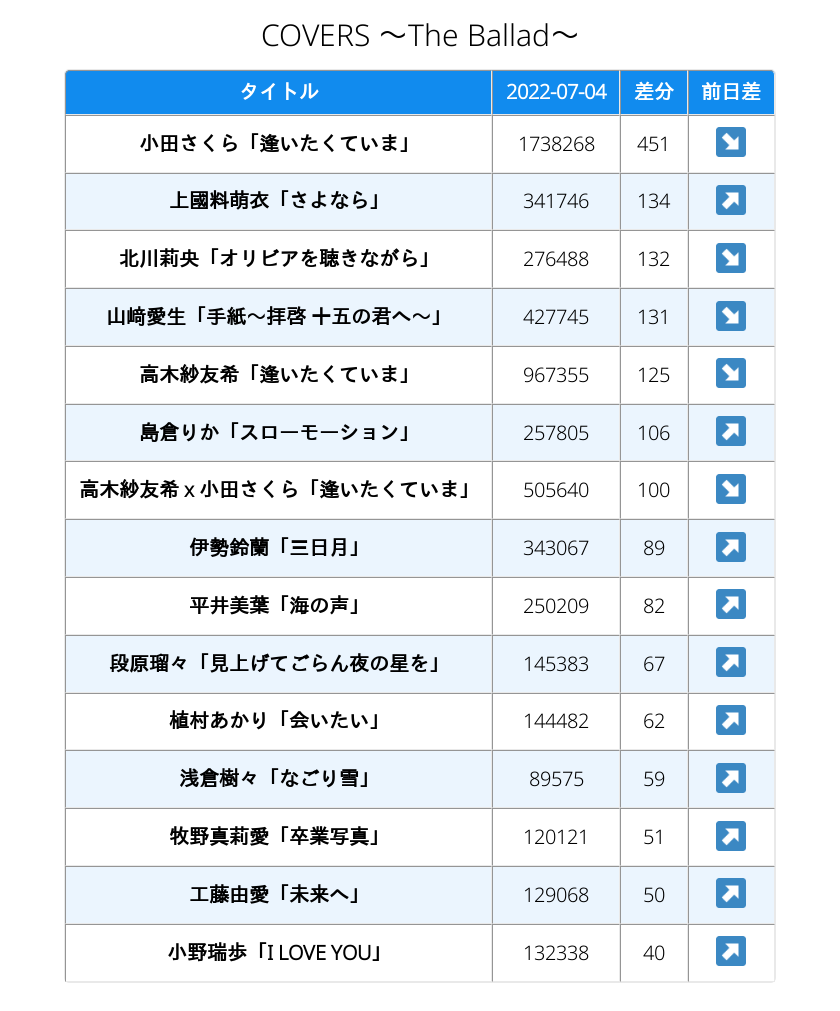 COVERS ～The Ballad～
タイトル 2022-07-04 差分 前日差
小田さくら「逢いたくていま」 1738268 451 ↘
上國料萌衣「さよなら」 341746 134 ↗
北川莉央「オリビアを聴きながら」 276488 132 ↘
山﨑愛生「手紙～拝啓 十五の君へ～」 427745 131 ↘
高木紗友希「逢いたくていま」 967355 125 ↘
島倉りか「スローモーション」 257805 106 ↗
高木紗友希 x 小田さくら「逢いたくていま」 505640 100 ↘
伊勢鈴蘭「三日月」 343067 89 ↗
平井美葉「海の声」 250209 82 ↗
段原瑠々「見上げてごらん夜の星を」 145383 67 ↗
植村あかり「会いたい」 144482 62 ↗
浅倉樹々「なごり雪」 89575 59 ↗
牧野真莉愛「卒業写真」 120121 51 ↗
工藤由愛「未来へ」 129068 50 ↗
小野瑞歩「I LOVE YOU」 132338 40 ↗